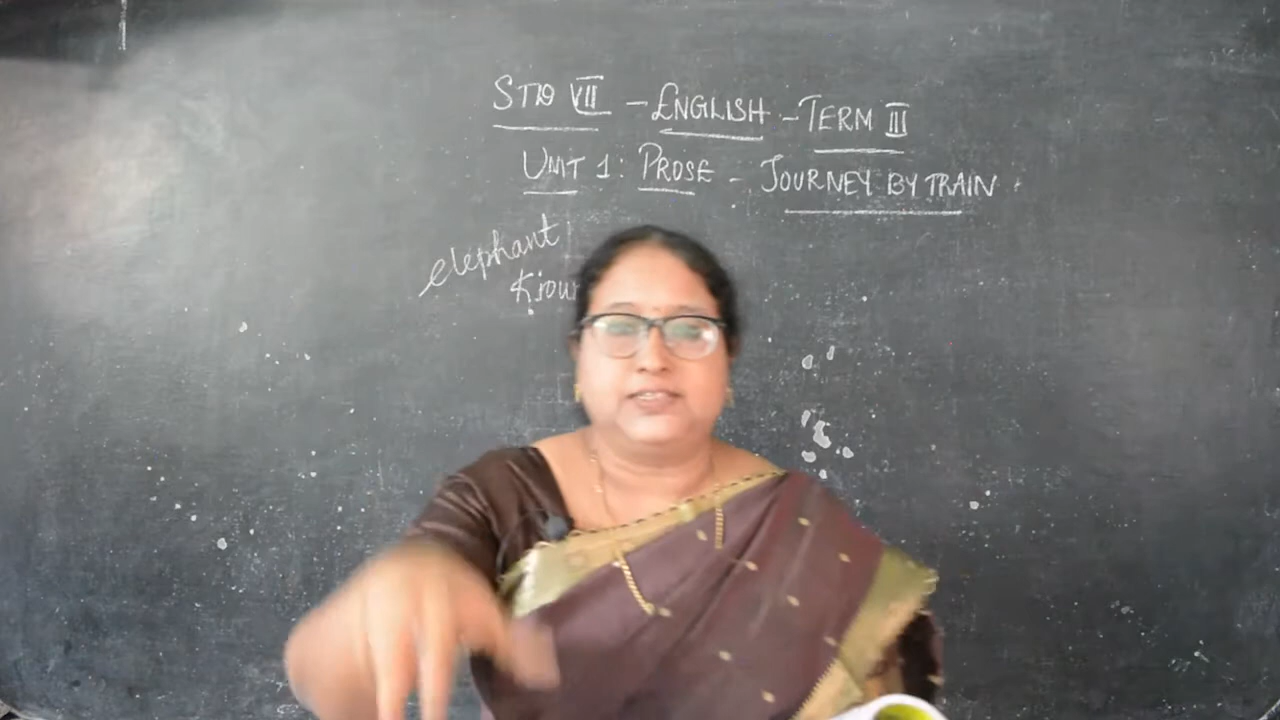 STD VII - ENGLISH - TERM III
UNIT 1: PROSE - JOURNEY BY TRAIN
elephant